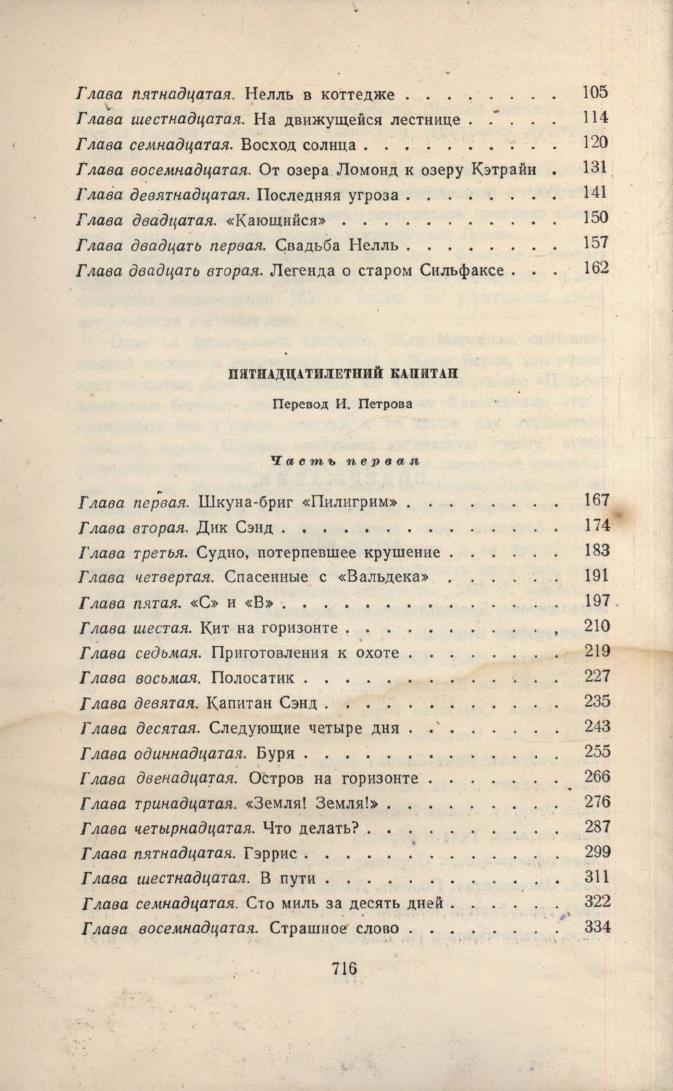 Глава пятнадцатая. Нелль в коттедже . . . . . . . . 105
Глава шестнадцатая. На движущейся лестнице . . . . . 114
Глава семнадцатая. Восход солнца . . . . . . . . . . 120
Глава восемнадцатая. От озера Ломонд к озеру Кэтрайн . 131
Глава девятнадцатая. Последняя угроза . . . . . . . . 141
Глава двадцатая. «Кающийся» . . . . . . . . . . . 150
Глава двадцать первая. Свадьба Нелль . . . . . . . . 157
Глава двадцать вторая. Легенда о старом Сильфаксе . . . 162
ПЯТНАДЦАТИЛЕТНИЙ КАПИТАН
Перевод И. Петрова
Часть первая
Глава первая. Шкуна-бриг «Пилигрим» . . . . . . . . 167
Глава вторая. Дик Сэнд . . . . . . . . . . . . . . 174
Глава третья. Судно, потерпевшее крушение . . . . . . 183
Глава четвертая. Спасенные с «Вальдека» . . . . . . 191
Глава пятая. «С» и «В» . . . . . . . . . . . . . . 197
Глава шестая. Кит на горизонте . . . . . . . . . . . 210
Глава седьмая. Приготовления к охоте . . . . . . . . 219
Глава восьмая. Полосатик . . . . . . . . . . . . . 227
Глава девятая. Капитан Сэнд . . . . . . . . . . . . 235
Глава десятая. Следующие четыре дня . . . . . . . . 243
Глава одиннадцатая. Буря . . . . . . . . . . . . . 255
Глава двенадцатая. Остров на горизонте . . . . . . . 266
Глава тринадцатая. «Земля! Земля!» . . . . . . . . . 276
Глава четырнадцатая. Что делать? . . . . . . . . . . 287
Глава пятнадцатая. Гэррис . . . . . . . . . . . . . 299
Глава шестнадцатая. В пути . . . . . . . . . . . . 311
Глава семнадцатая. Сто миль за десять дней . . . . . . 322
Глава восемнадцатая. Страшное слово . . . . . . . . 334
716